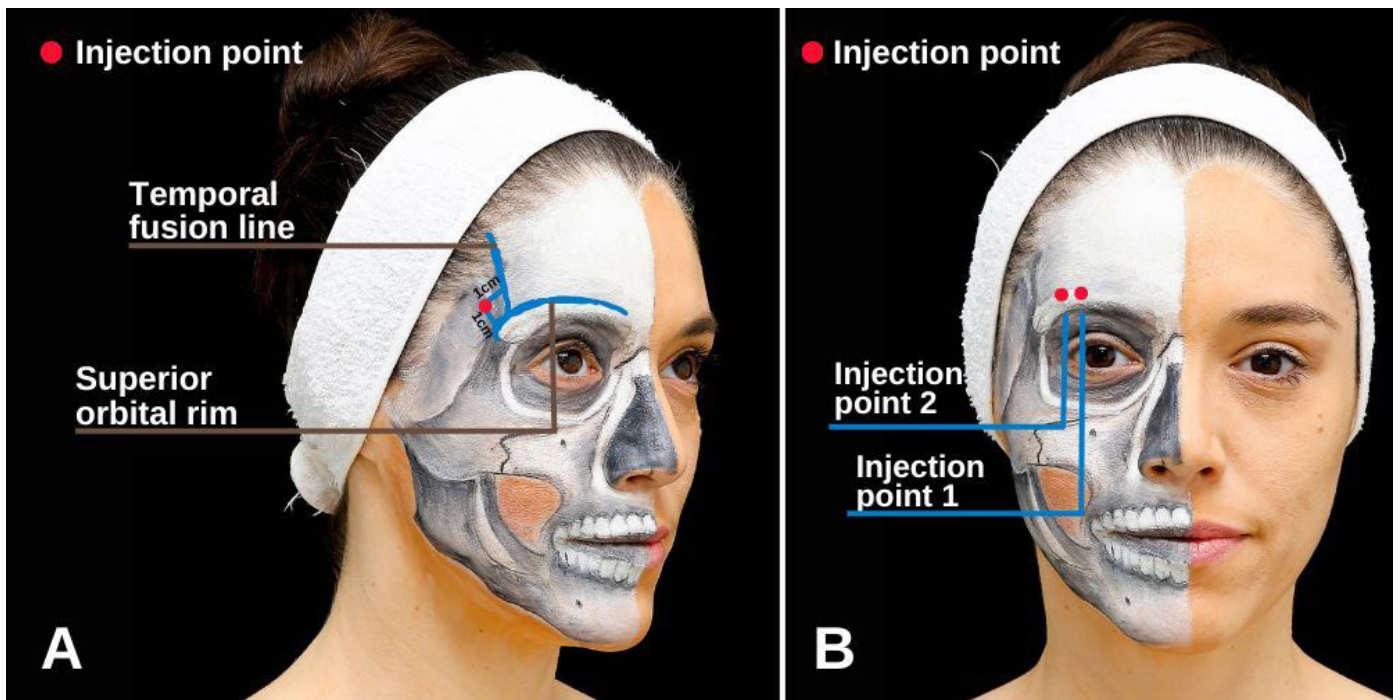 Injection point
Temporal
fusion line
1cm
1cm
Superior
orbital rim
A
Injection point
Injection
point 2
Injection
point 1
B